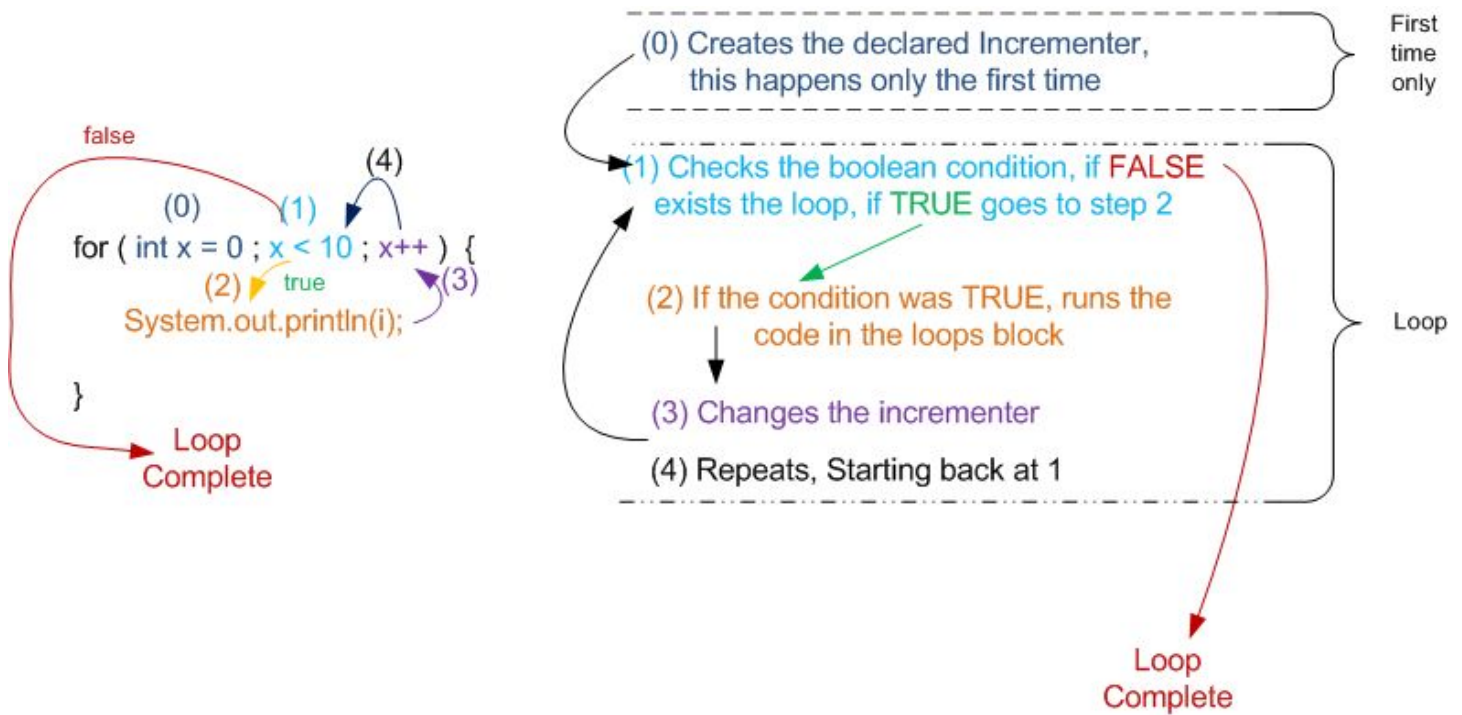 false
(4)
(0)
(1)
for ( int x = 0 ; x < 10 ; x++ ) {
(2)
true
(3)
System.out.println(i);
}
Loop
Complete
(0) Creates the declared Incrementer,
this happens only the first time
First
time
only
(1) Checks the boolean condition, if FALSE
exists the loop, if TRUE goes to step 2
(2) If the condition was TRUE, runs the
code in the loops block
(3) Changes the incrementer
(4) Repeats, Starting back at 1
Loop
Loop
Complete